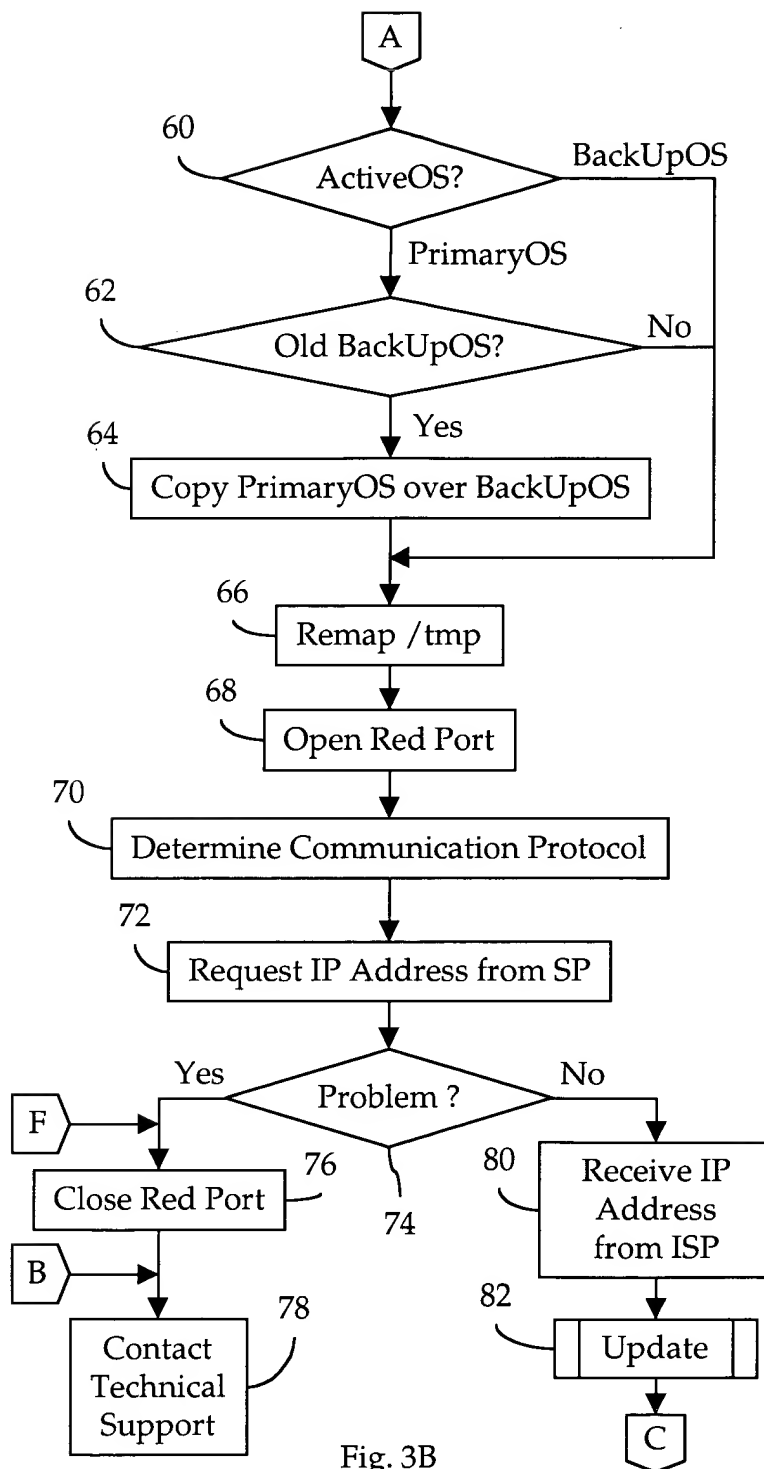 A
60
ActiveOS?
BackUpOS
PrimaryOS
62
Old BackUpOS?
No
Yes
64
Copy PrimaryOS over BackUpOS
66
Remap /tmp
68
Open Red Port
70
Determine Communication Protocol
72
Request IP Address from SP
Yes
Problem ?
No
74
F
Close Red Port
76
B
Contact
Technical
Support
78
80
Receive IP
Address
from ISP
82
Update
C
Fig. 3B